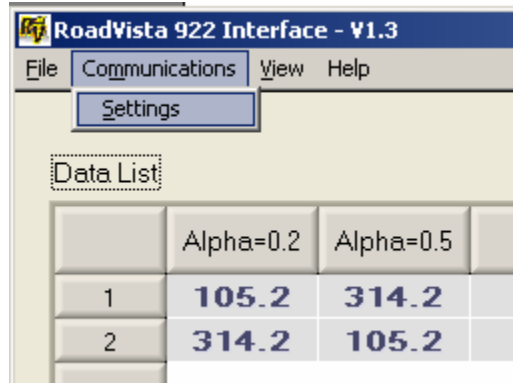 RoadVista 922 Interface - V1.3
File Communications View Help
Settings
Data List
Alpha=0.2 Alpha=0.5
1 105.2 314.2
2 314.2 105.2